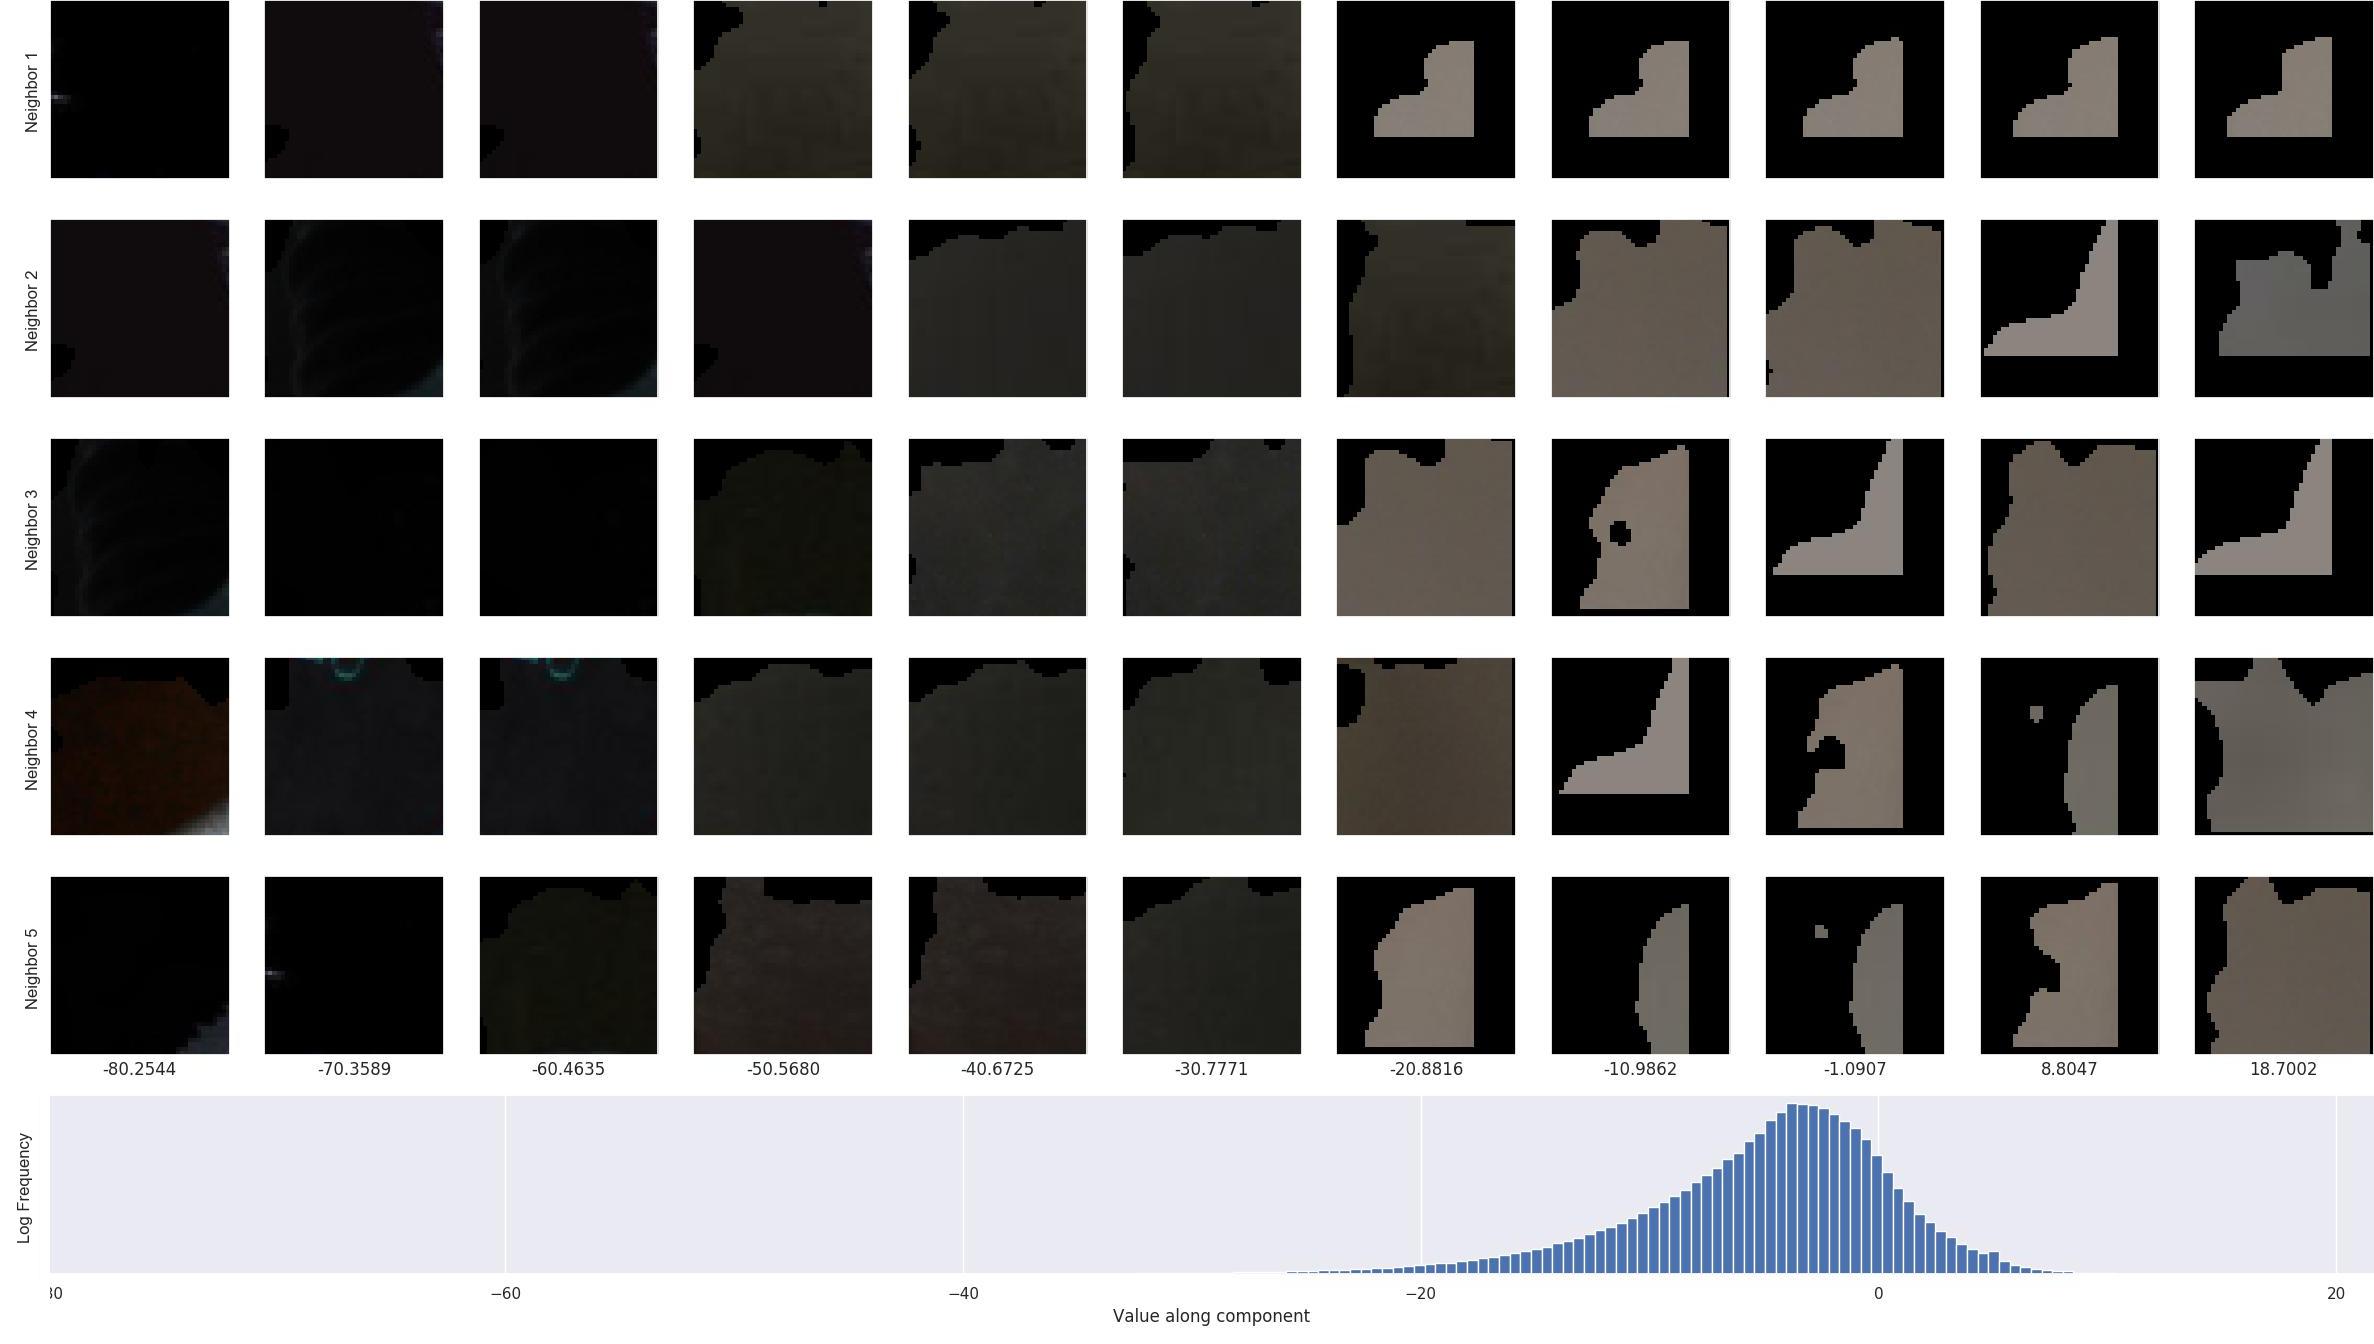 Neighbor 1
Neighbor 2
Neighbor 3
Neighbor 4
Neighbor 5
-80.2544 -70.3589 -60.4635 -50.5680 -40.6725 -30.7771 -20.8816 -10.9862 -1.0907 8.8047 18.7002
Log Frequency
30 −60 −40 −20 0 20
Value along component